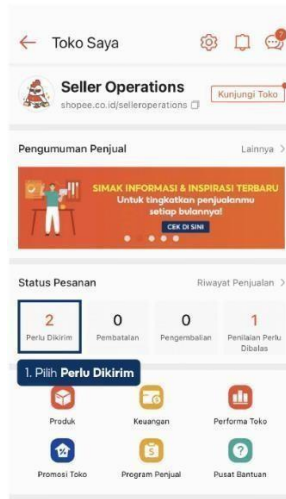 Toko Saya
Seller Operations
shopee.co.id/selleroperations
Kunjungi Toko
Pengumuman Penjual
Lainnya >
SIMAK INFORMASI & INSPIRASI TERBARU
Untuk tingkatkan penjualanmu
setiap bulannya!
CEK DI SINI
Status Pesanan
Riwayat Penjualan >
2
Perlu Dikirim
0
Pembatalan
0
Pengembalian
1
Penilaian Perlu
Dibalas
1. Pilih Perlu Dikirim
Produk
Keuangan
Performa Toko
Promosi Toko
Program Penjual
Pusat Bantuan